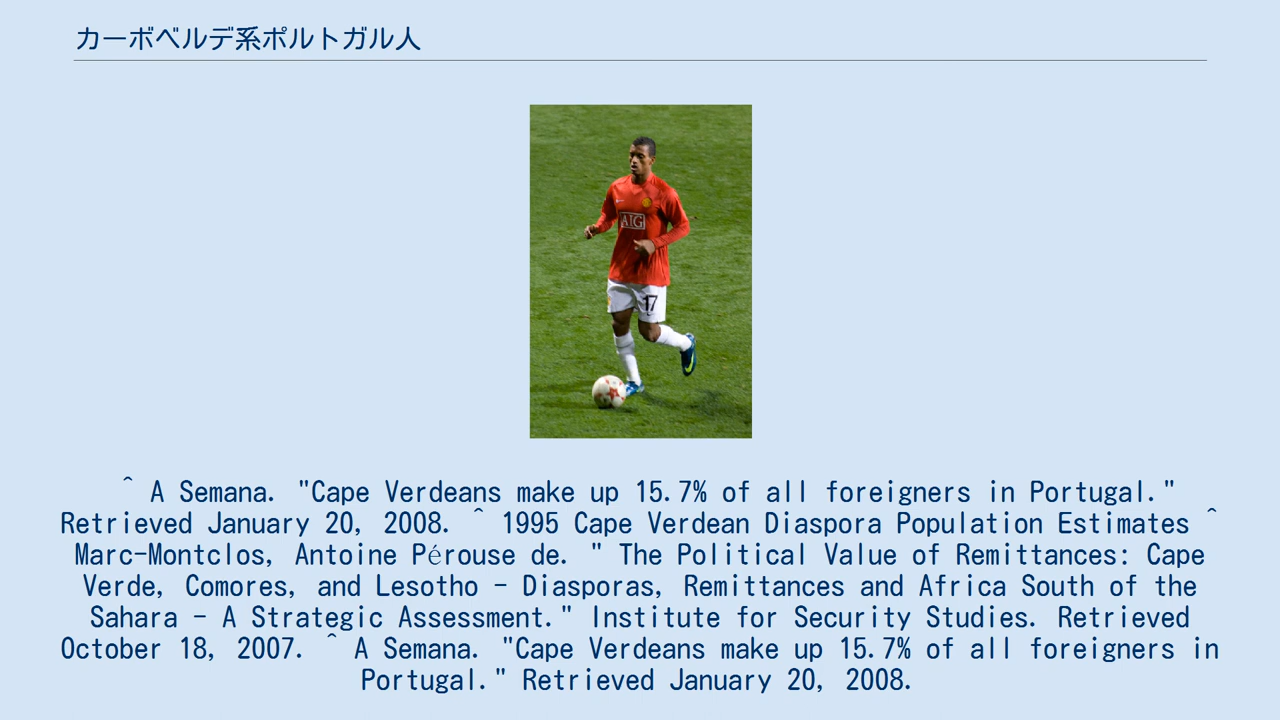 カーボベルデ系ポルトガル人
AIG
17
^ A Semana. "Cape Verdeans make up 15.7% of all foreigners in Portugal."
Retrieved January 20, 2008. ^ 1995 Cape Verdean Diaspora Population Estimates ^
Marc-Montclos, Antoine Pérouse de. " The Political Value of Remittances: Cape
Verde, Comores, and Lesotho - Diasporas, Remittances and Africa South of the
Sahara - A Strategic Assessment." Institute for Security Studies. Retrieved
October 18, 2007. ^ A Semana. "Cape Verdeans make up 15.7% of all foreigners in
Portugal." Retrieved January 20, 2008.